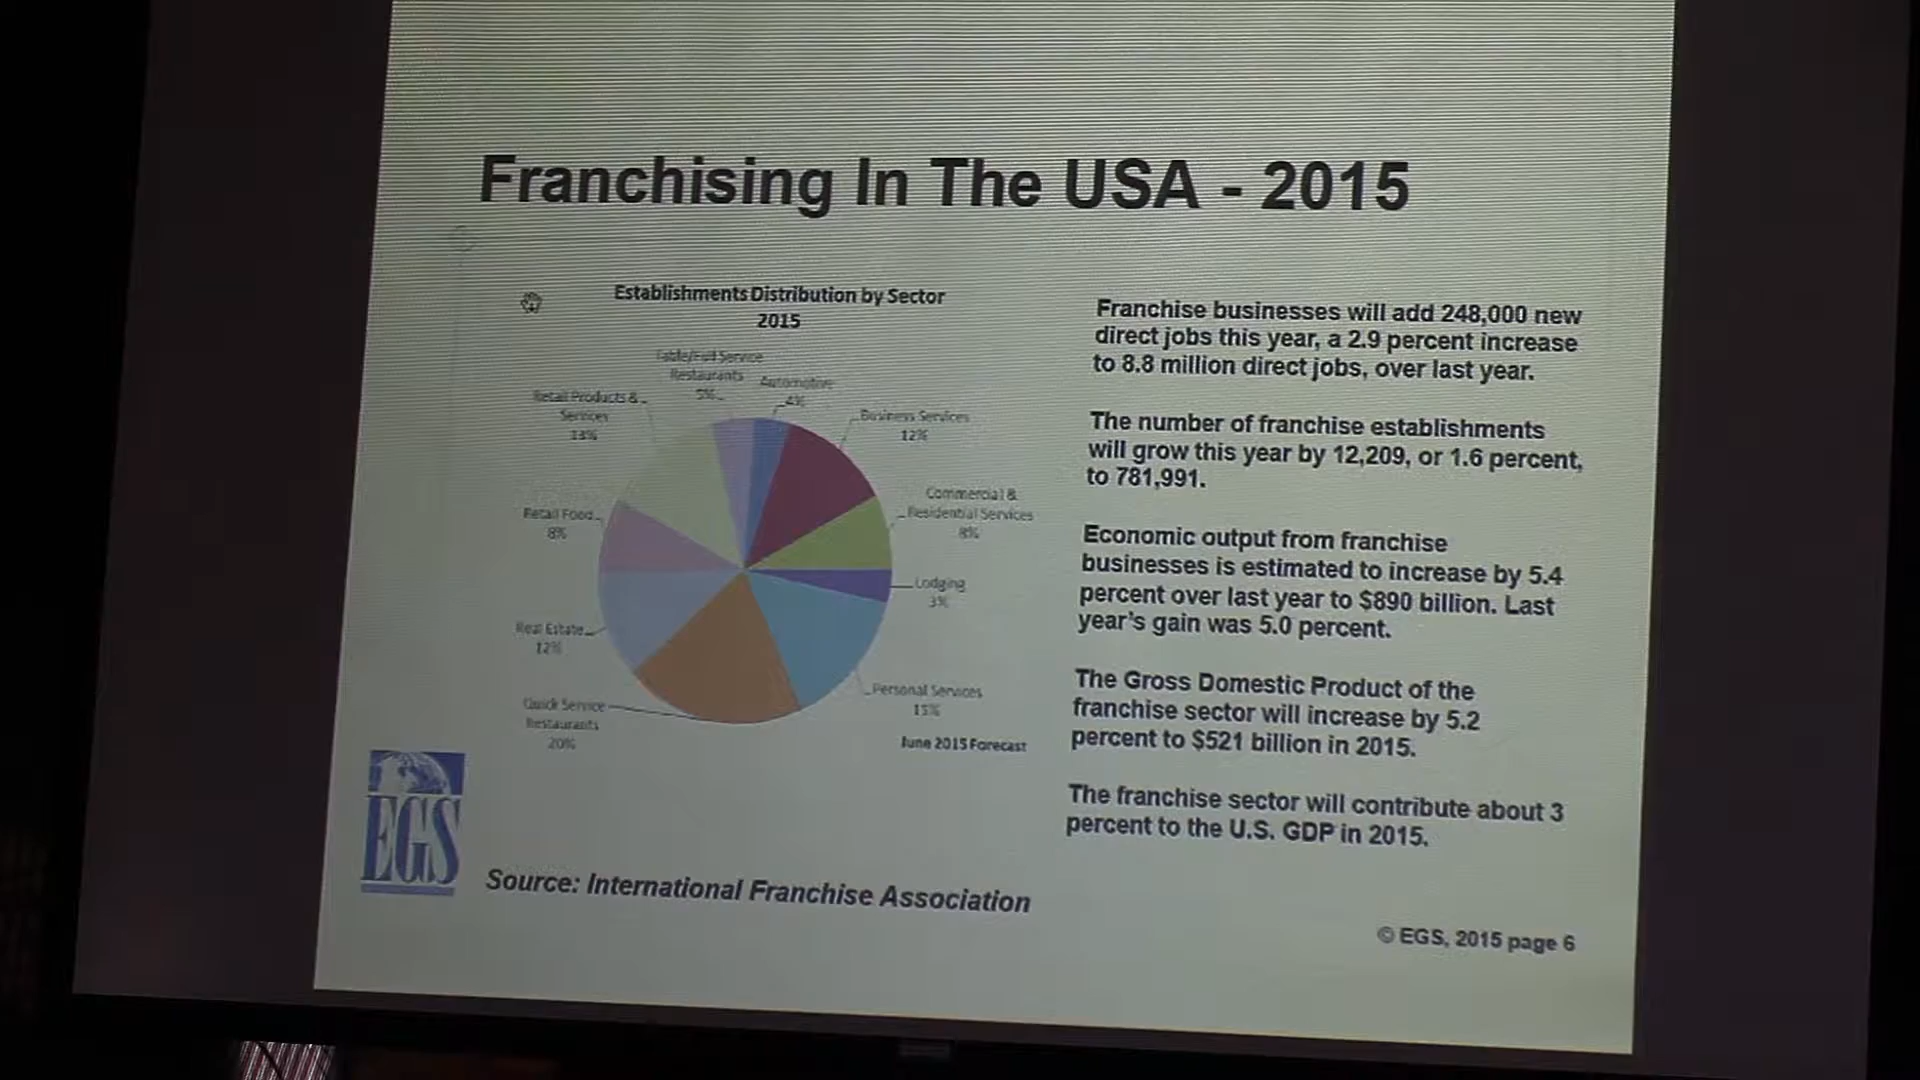 Franchising In The USA - 2015
Establishments Distribution by Sector
2015
Table/Full Service
Restaurants
5%
Automotive
4%
Business Services
12%
Commercial &
Residential Services
8%
Lodging
3%
Personal Services
15%
June 2015 Forecast
Quick Service
Restaurants
20%
Real Estate
12%
Retail Food
8%
Retail Products &
Services
13%
Franchise businesses will add 248,000 new
direct jobs this year, a 2.9 percent increase
to 8.8 million direct jobs, over last year.
The number of franchise establishments
will grow this year by 12,209, or 1.6 percent,
to 781,991.
Economic output from franchise
businesses is estimated to increase by 5.4
percent over last year to $890 billion. Last
year's gain was 5.0 percent.
The Gross Domestic Product of the
franchise sector will increase by 5.2
percent to $521 billion in 2015.
The franchise sector will contribute about 3
percent to the U.S. GDP in 2015.
EGS
Source: International Franchise Association
© EGS, 2015 page 6